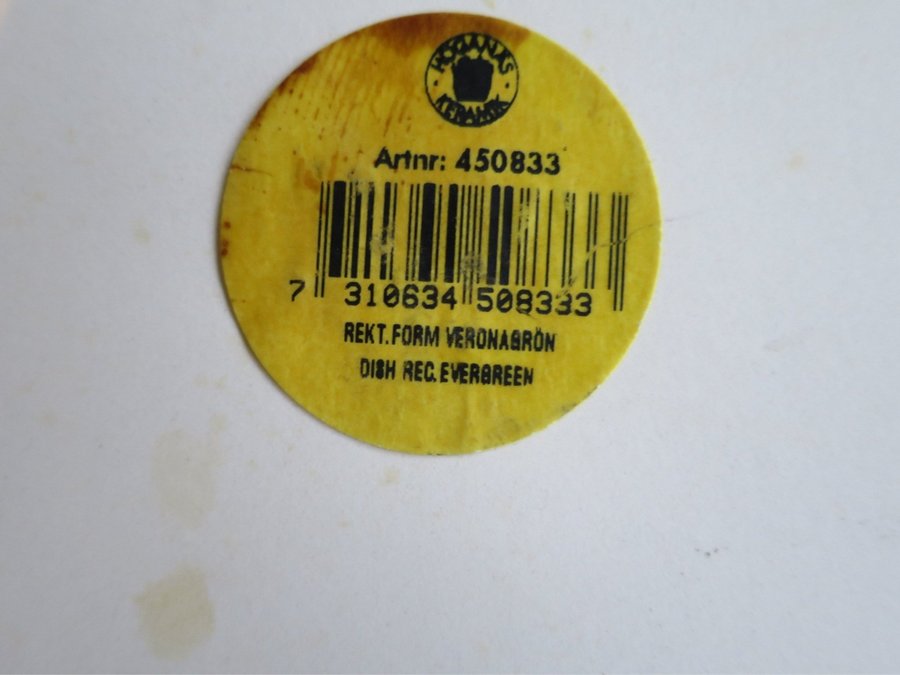 HÖGANÄS
KERAMIK
Artnr: 450833
7 310634 508333
REKT.FORM VERONAGRÖN
DISH REC.EVERGREEN